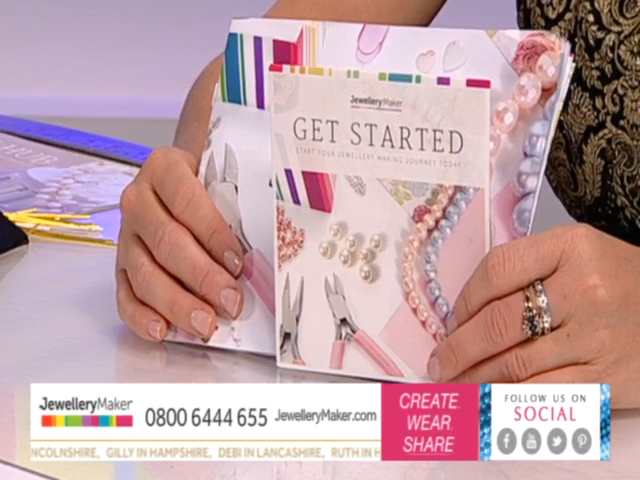 JewelleryMaker
GET STARTED
START YOUR JEWELLERY MAKING JOURNEY TODAY
JewelleryMaker
0800 6444 655
JewelleryMaker.com
CREATE.
WEAR.
SHARE
FOLLOW US ON
SOCIAL
NCOLNSHIRE, GILLY IN HAMPSHIRE, DEBI IN LANCASHIRE, RUTH IN H